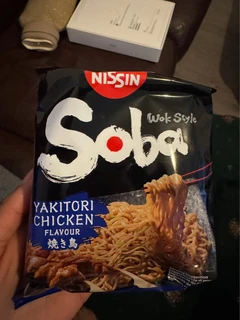 NISSIN
Wok Style
Soba
YAKITORI
CHICKEN
FLAVOUR
焼き鳥